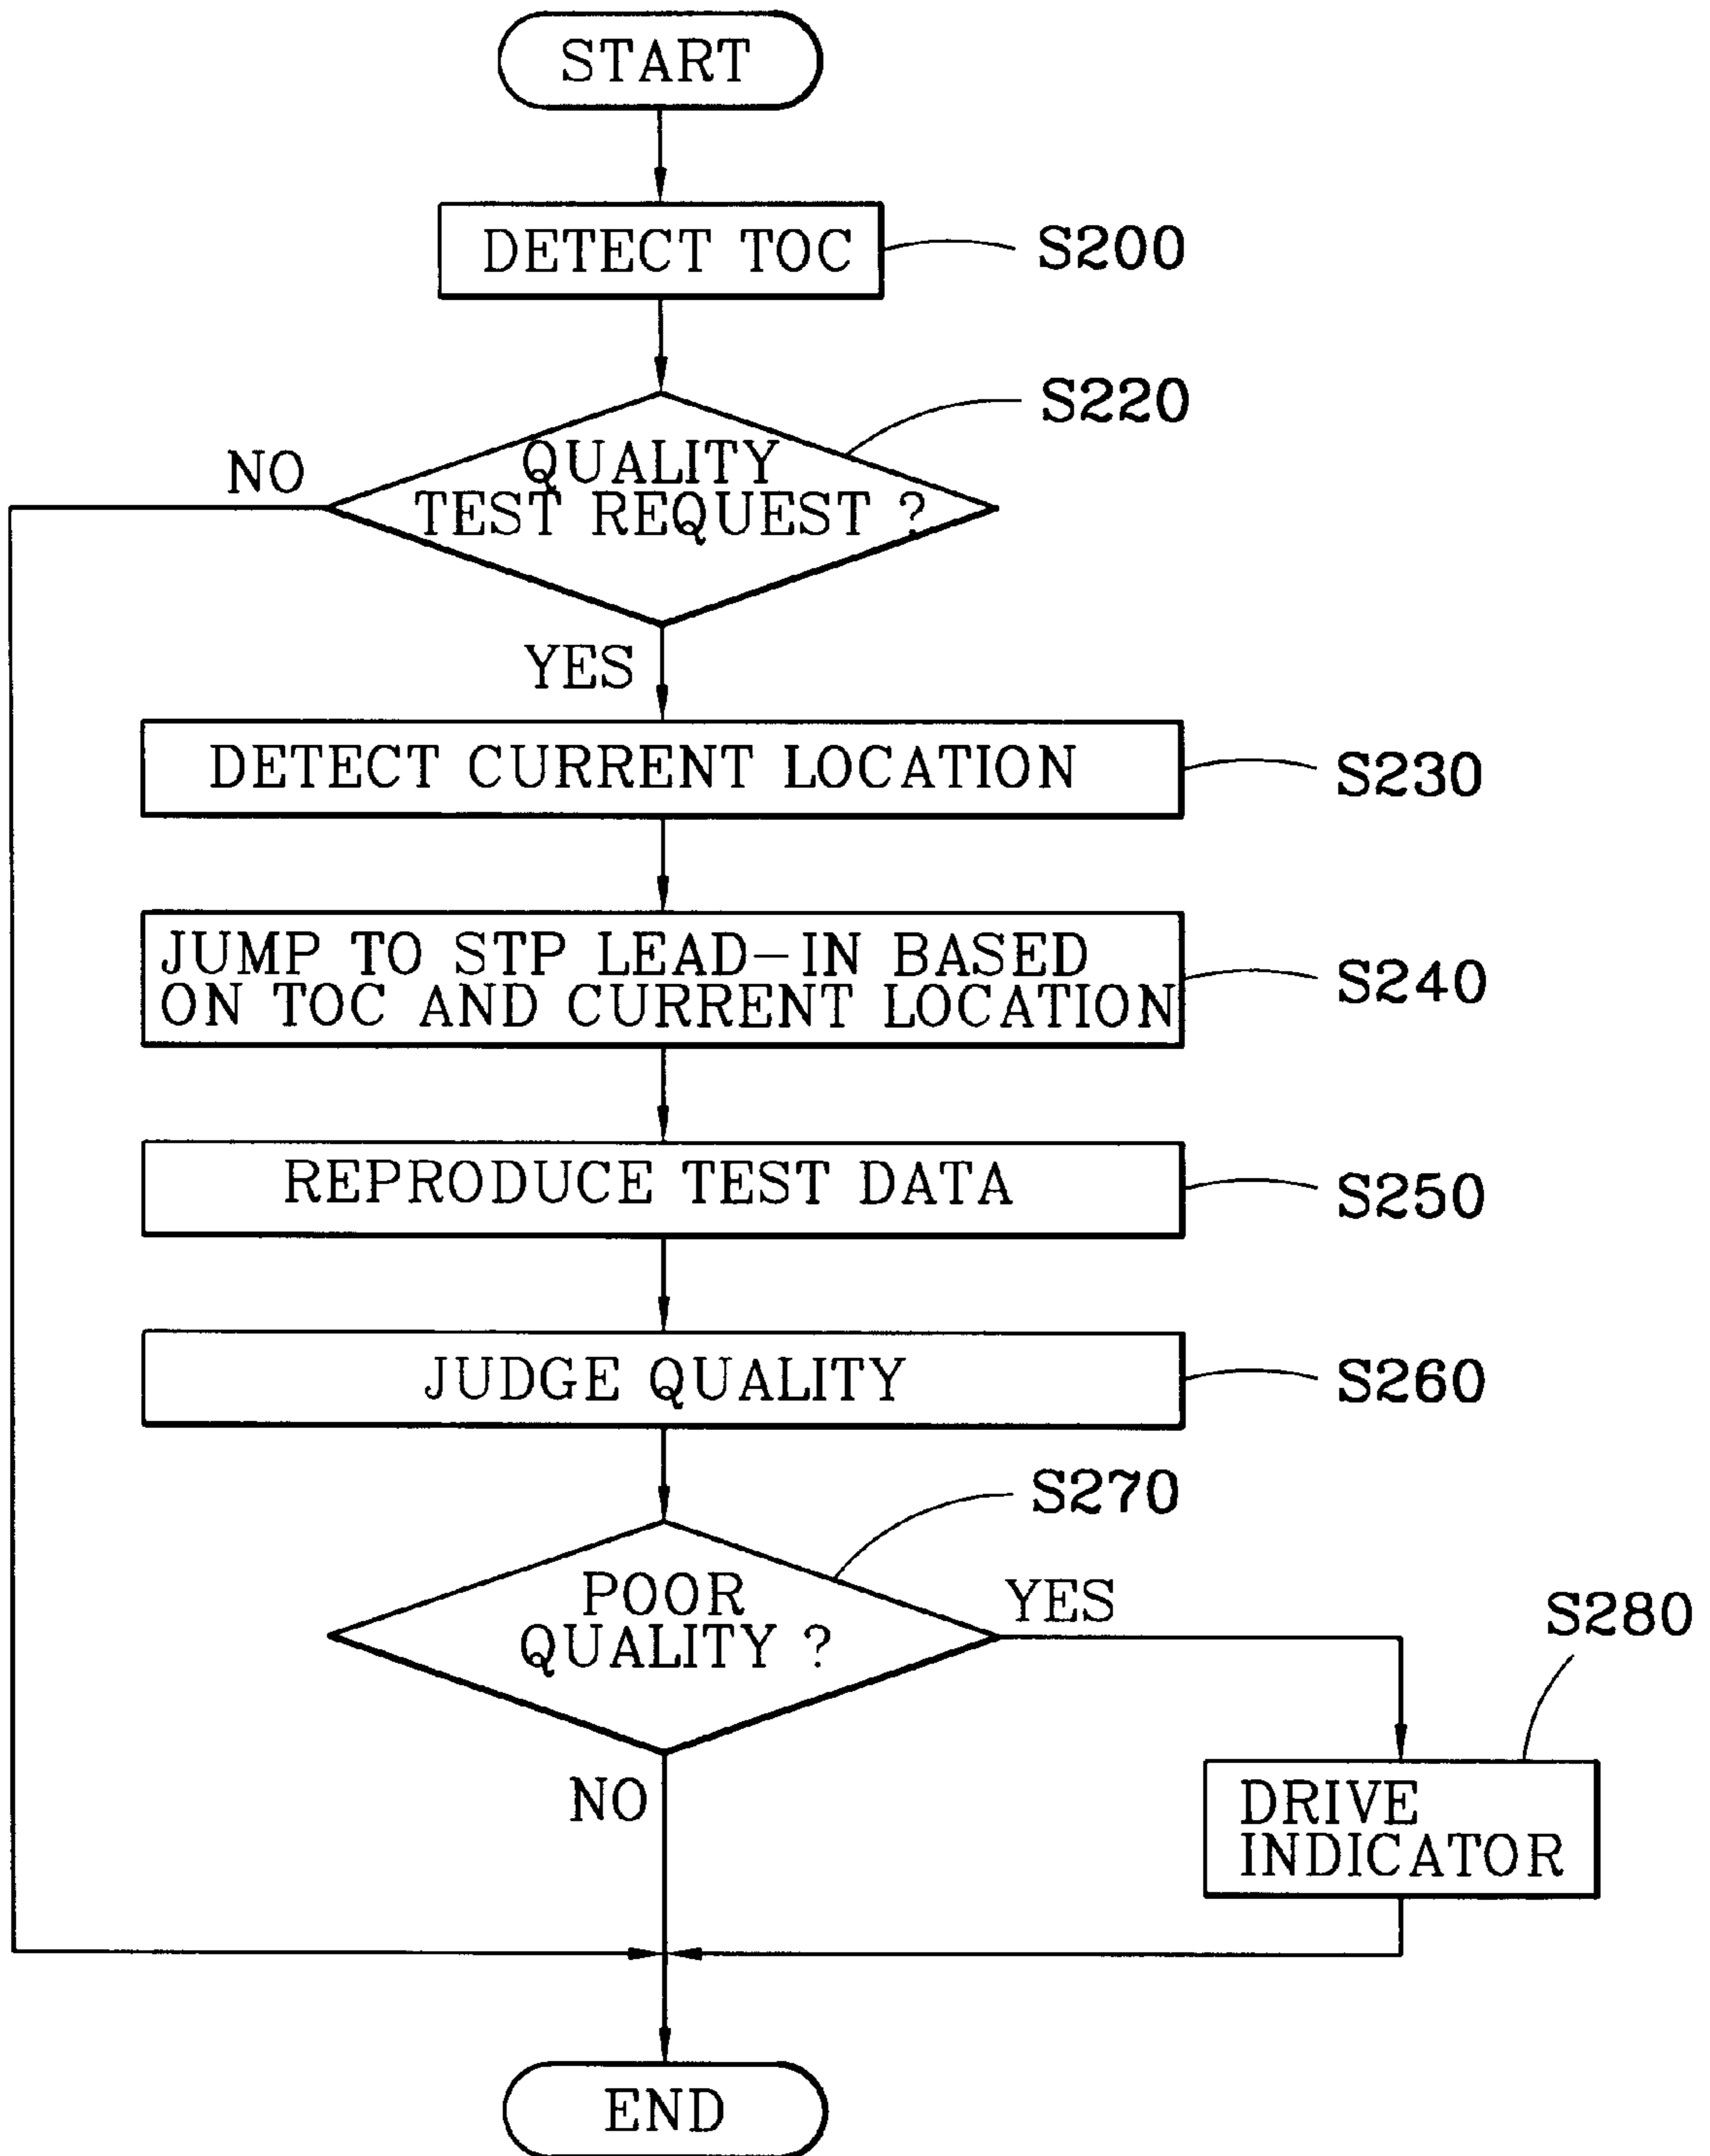 START
DETECT TOC
S200
S220
NO
QUALITY
TEST REQUEST ?
YES
DETECT CURRENT LOCATION
S230
JUMP TO STP LEAD-IN BASED
ON TOC AND CURRENT LOCATION
S240
REPRODUCE TEST DATA
S250
JUDGE QUALITY
S260
S270
POOR
QUALITY ?
YES
S280
NO
DRIVE
INDICATOR
END